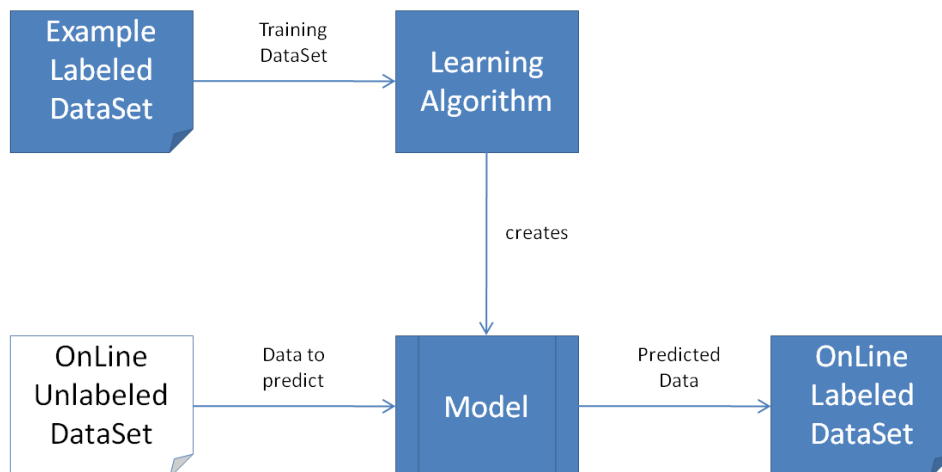 Example
Labeled
DataSet
Training
DataSet
Learning
Algorithm
creates
OnLine
Unlabeled
DataSet
Data to
predict
Model
Predicted
Data
OnLine
Labeled
DataSet